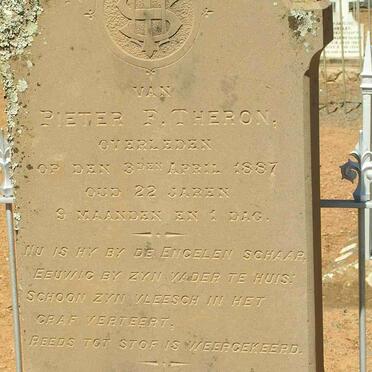 VAN
PIETER F. THERON,
OVERLEDEN
OP DEN 3DEN APRIL 1887
OUD 22 JAREN
9 MAANDEN EN 1 DAG.
NU IS HY BY DE ENGELEN SCHAAR,
EEUWIG BY ZYN VADER TE HUIS:
SCHOON ZYN VLEESCH IN HET
GRAF VERTEERT,
REEDS TOT STOF IS WEERGEKEERD.